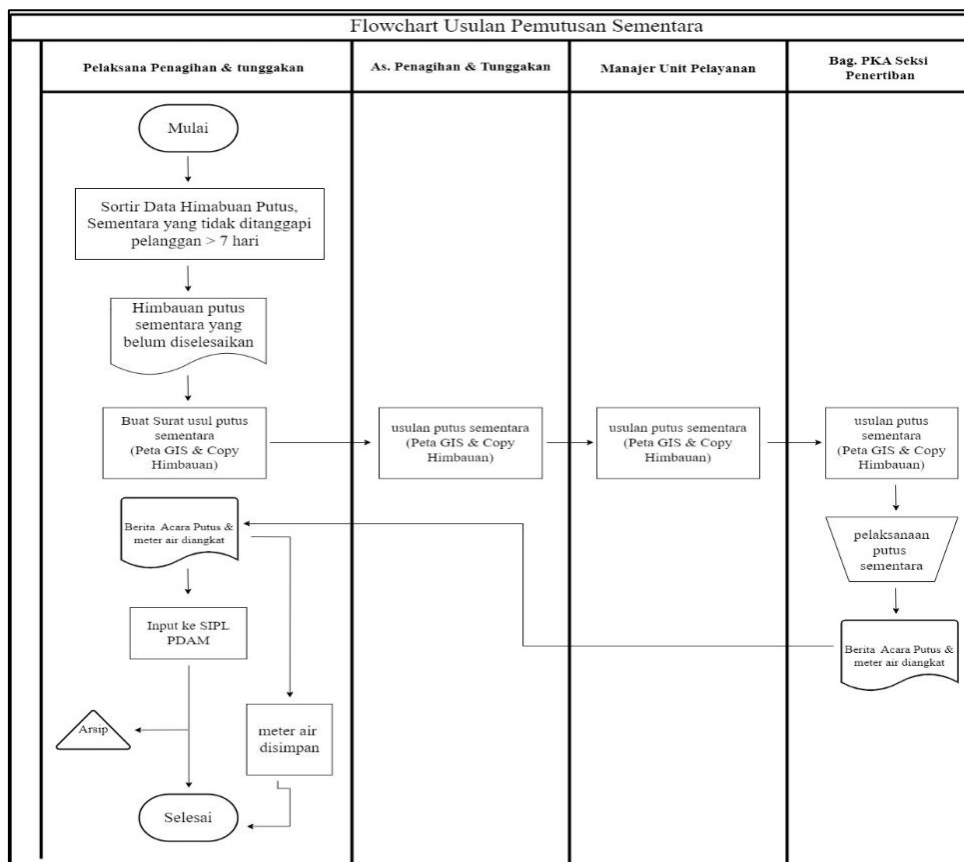 Flowchart Usulan Pemutusan Sementara
Pelaksana Penagihan & tunggakan
As. Penagihan & Tunggakan
Manajer Unit Pelayanan
Bag. PKA Seksi
Penertiban
Mulai
Sortir Data Himabuan Putus,
Sementara yang tidak ditanggapi
pelanggan > 7 hari
Himbauan putus
sementara yang
belum diselesaikan
Buat Surat usul putus
sementara
(Peta GIS & Copy
Himbauan)
usulan putus sementara
(Peta GIS & Copy
Himbauan)
usulan putus sementara
(Peta GIS & Copy
Himbauan)
usulan putus
sementara
(Peta GIS & Copy
Himbauan)
pelaksanaan
putus
sementara
Berita Acara Putus &
meter air diangkat
Berita Acara Putus &
meter air diangkat
Input ke SIPL
PDAM
Arsip
meter air
disimpan
Selesai